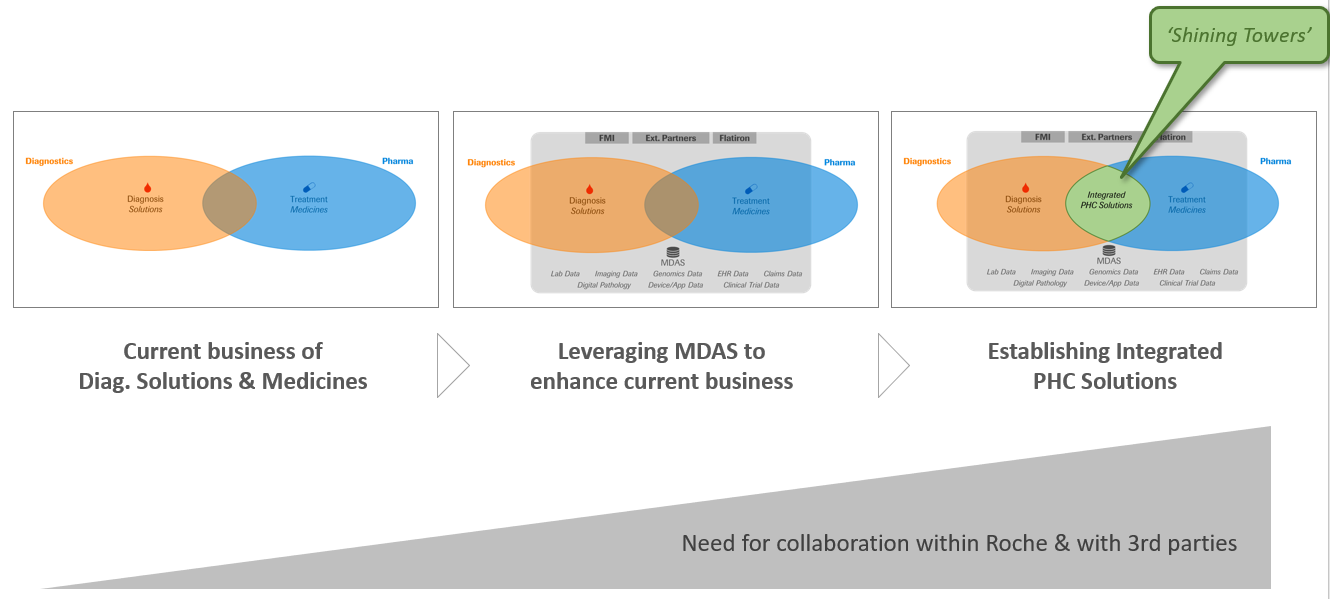 ‘Shining Towers’
Diagnostics
Pharma
Diagnosis
Solutions
Treatment
Medicines
FMI
Ext. Partners
Flatiron
Diagnostics
Pharma
Diagnosis
Solutions
Treatment
Medicines
MDAS
Lab Data
Imaging Data
Genomics Data
EHR Data
Claims Data
Digital Pathology
Device/App Data
Clinical Trial Data
FMI
Ext. Partners
Diagnostics
Pharma
Diagnosis
Solutions
Integrated
PHC Solutions
Treatment
Medicines
MDAS
Lab Data
Imaging Data
Genomics Data
EHR Data
Claims Data
Digital Pathology
Device/App Data
Clinical Trial Data
Current business of
Diag. Solutions & Medicines
Leveraging MDAS to
enhance current business
Establishing Integrated
PHC Solutions
Need for collaboration within Roche & with 3rd parties